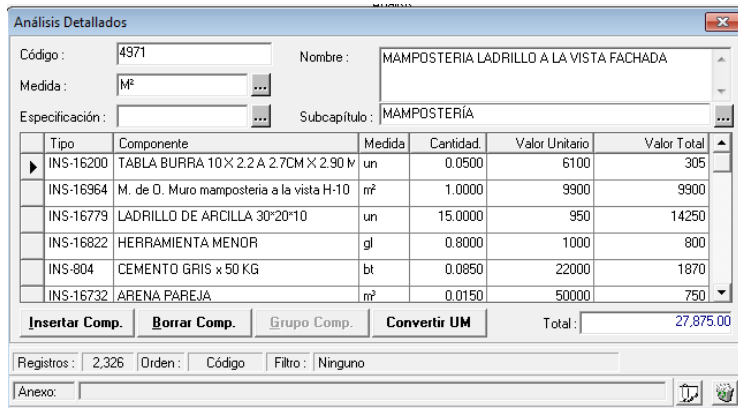 Análisis Detallados
Código : 4971 Nombre : MAMPOSTERIA LADRILLO A LA VISTA FACHADA
Medida : M² ...
Especificación : ... Subcapítulo : MAMPOSTERÍA ...
Tipo Componente Medida Cantidad. Valor Unitario Valor Total
INS-16200 TABLA BURRA 10 X 2.2 A 2.7CM X 2.90 M un 0.0500 6100 305
INS-16964 M. de O. Muro mamposteria a la vista H-10 m² 1.0000 9900 9900
INS-16779 LADRILLO DE ARCILLA 30*20*10 un 15.0000 950 14250
INS-16822 HERRAMIENTA MENOR gl 0.8000 1000 800
INS-804 CEMENTO GRIS x 50 KG bt 0.0850 22000 1870
INS-16732 ARENA PAREJA m³ 0.0150 50000 750
Insertar Comp. Borrar Comp. Grupo Comp. Convertir UM Total : 27,875.00
Registros : 2,326 Orden : Código Filtro : Ninguno
Anexo: